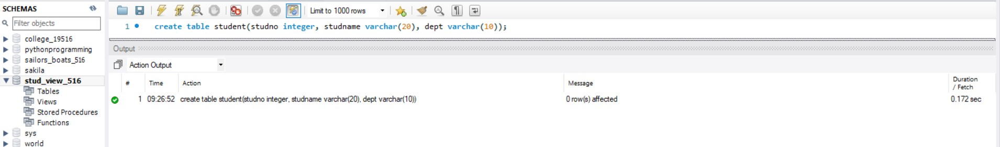 SCHEMAS
Filter objects
college_19516
pythonprogramming
sailors_boats_516
sakila
stud_view_516
Tables
Views
Stored Procedures
Functions
sys
world
Limit to 1000 rows
1 create table student(studno integer, studname varchar(20), dept varchar(10));
Output
Action Output
# Time Action Message Duration / Fetch
1 09:26:52 create table student(studno integer, studname varchar(20), dept varchar(10)) 0 row(s) affected 0.172 sec